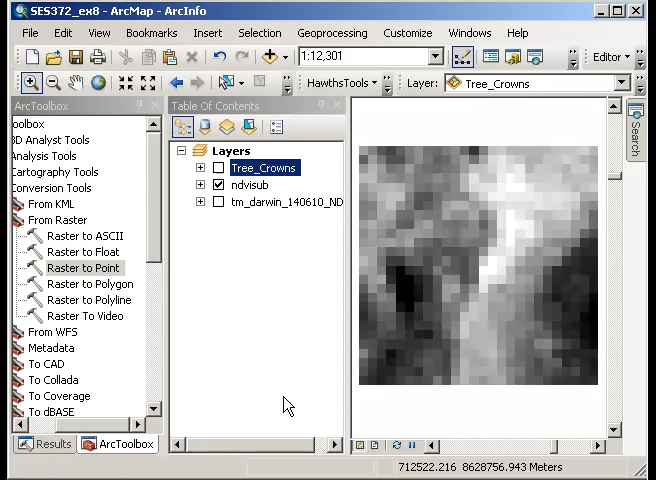 SES372_ex8 - ArcMap - ArcInfo
File Edit View Bookmarks Insert Selection Geoprocessing Customize Windows Help
1:12,301 Editor
HawthsTools Layer: Tree_Crowns
ArcToolbox
oolbox
3D Analyst Tools
Analysis Tools
Cartography Tools
Conversion Tools
From KML
From Raster
Raster to ASCII
Raster to Float
Raster to Point
Raster to Polygon
Raster to Polyline
Raster To Video
From WFS
Metadata
To CAD
To Collada
To Coverage
To dBASE
Results ArcToolbox
Table Of Contents
Layers
Tree_Crowns
ndvisub
tm_darwin_140610_ND
Search
712522.216 8628756.943 Meters